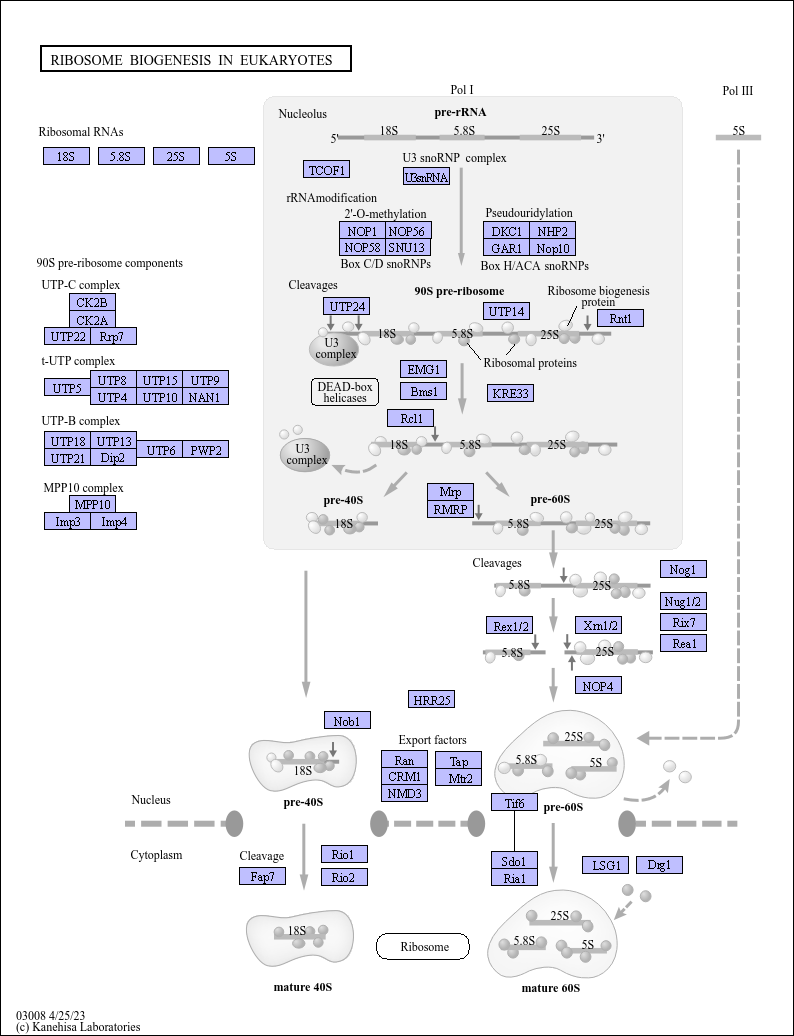 RIBOSOME BIOGENESIS IN EUKARYOTES
Pol I
Pol III
Nucleolus
pre-rRNA
Ribosomal RNAs
5'
18S
5.8S
25S
3'
5S
18S
5.8S
25S
5S
U3 snoRNP complex
TCOF1
U3snRNA
rRNAmodification
2'-O-methylation
NOP1
NOP56
NOP58
SNU13
Box C/D snoRNPs
Pseudouridylation
DKC1
NHP2
GAR1
Nop10
Box H/ACA snoRNPs
90S pre-ribosome components
UTP-C complex
CK2B
CK2A
UTP22
Rrp7
t-UTP complex
UTP5
UTP8
UTP15
UTP9
UTP4
UTP10
NAN1
UTP-B complex
UTP18
UTP13
UTP6
PWP2
UTP21
Dip2
MPP10 complex
MPP10
Imp3
Imp4
Cleavages
90S pre-ribosome
Ribosome biogenesis
protein
UTP24
UTP14
Rnt1
18S
5.8S
25S
U3
complex
Ribosomal proteins
EMG1
DEAD-box
helicases
Bms1
KRE33
Rcl1
18S
5.8S
25S
U3
complex
pre-40S
Mrp
RMRP
pre-60S
18S
5.8S
25S
Cleavages
5.8S
25S
Nog1
Nug1/2
Rix7
Rea1
Rex1/2
Xrn1/2
5.8S
25S
NOP4
HRR25
Nob1
Export factors
Ran
CRM1
NMD3
Tap
Mtr2
18S
pre-40S
25S
5.8S
5S
Tif6
pre-60S
Nucleus
Cytoplasm
Cleavage
Fap7
Rio1
Rio2
Sdo1
Ria1
LSG1
Drg1
18S
mature 40S
Ribosome
25S
5.8S
5S
mature 60S
03008 4/25/23
(c) Kanehisa Laboratories